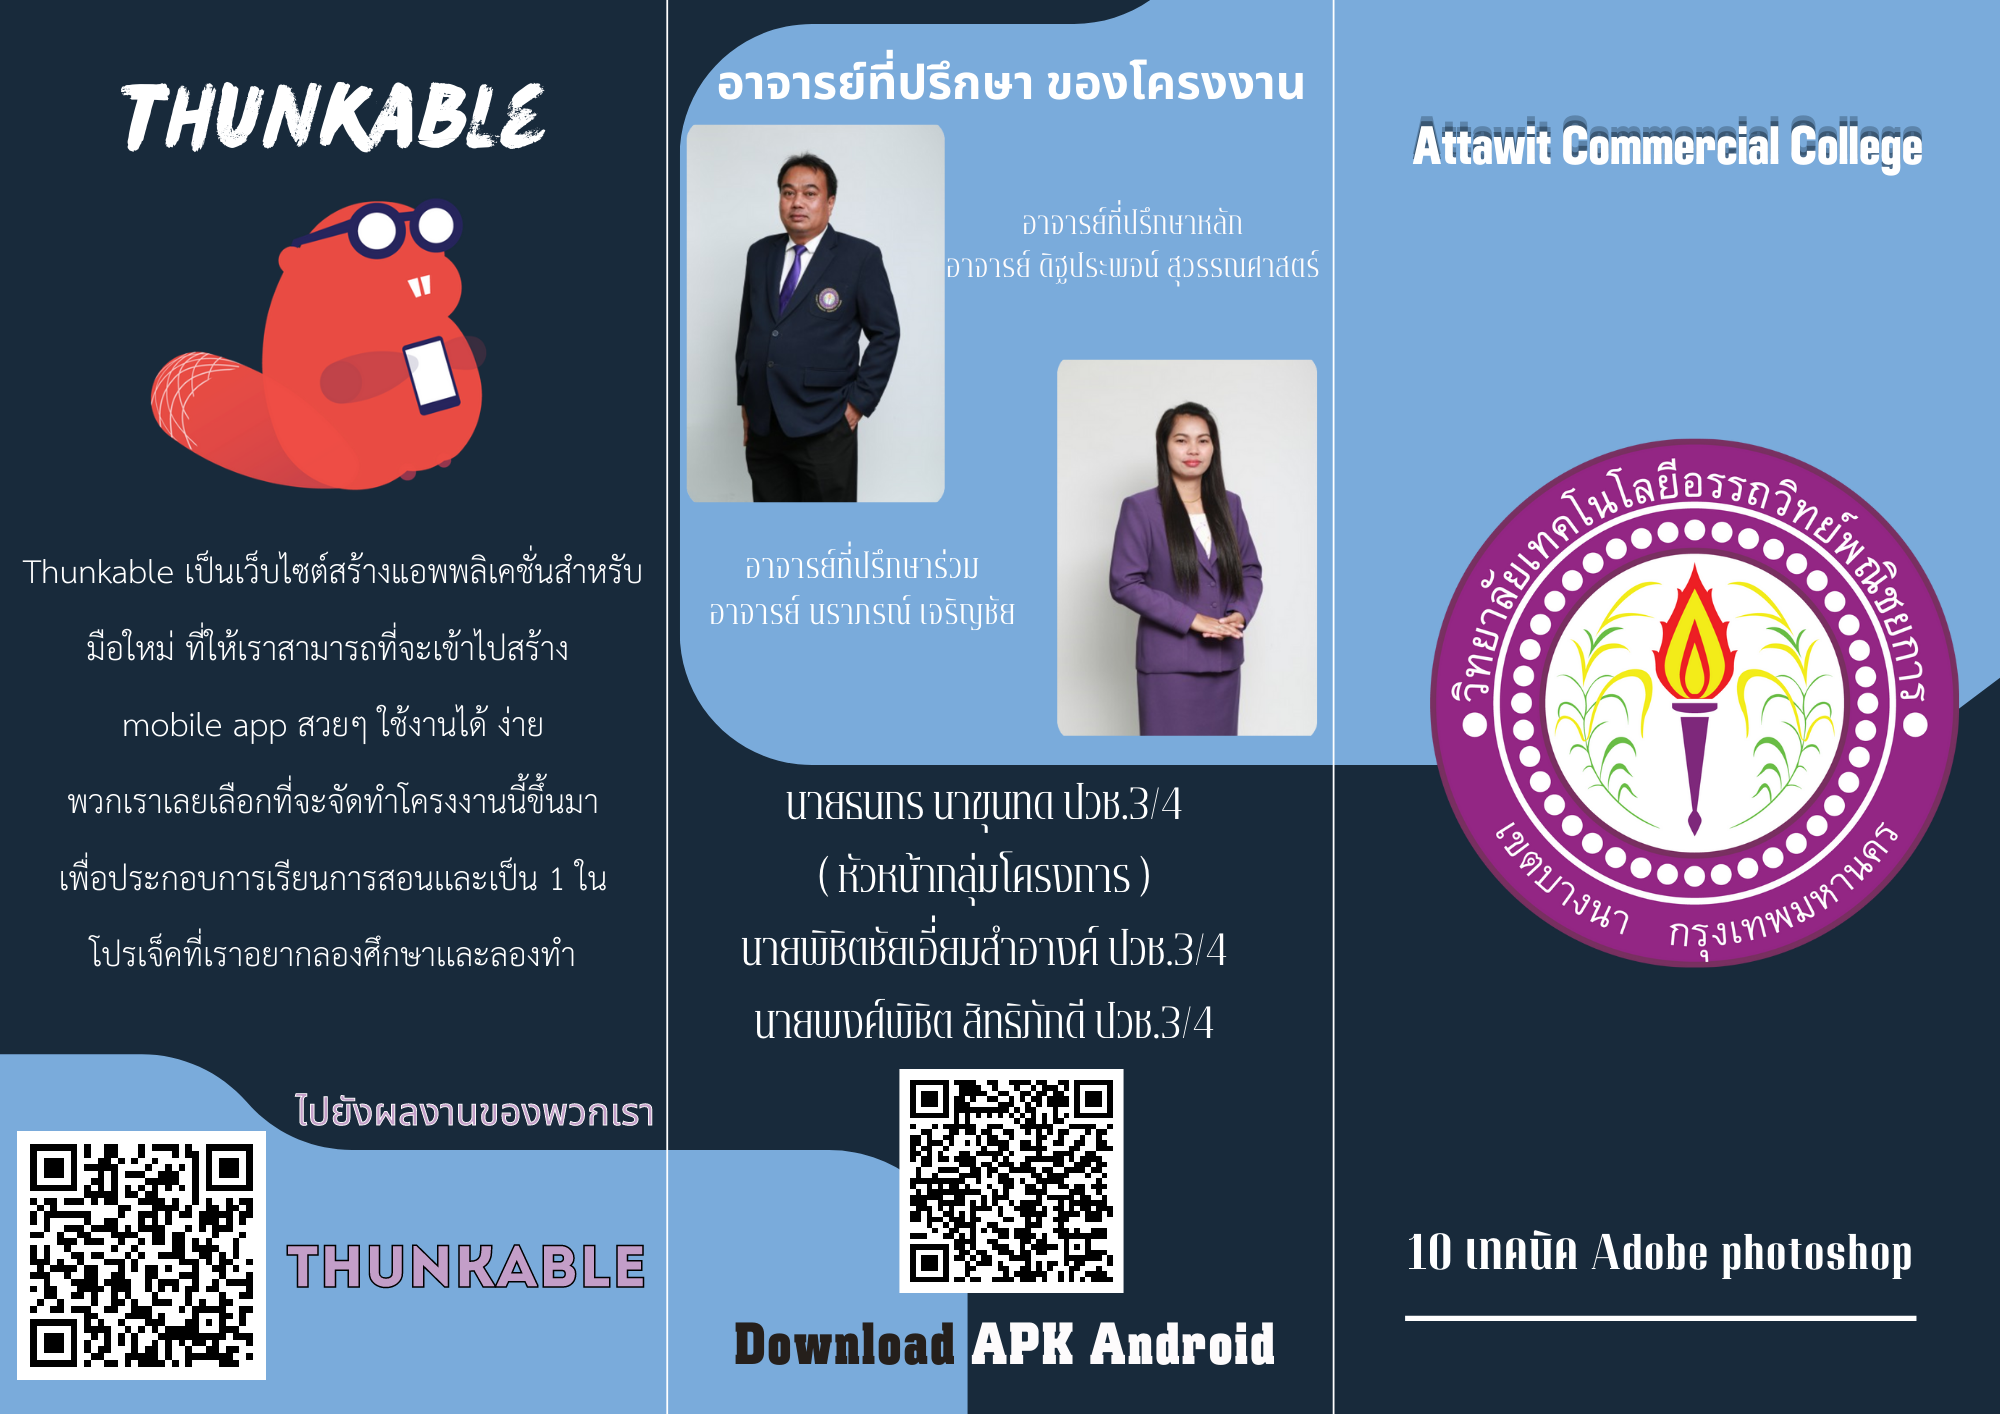 THUNKABLE
Thunkable เป็นเว็บไซต์สร้างแอพพลิเคชั่นสำหรับ
มือใหม่ ที่ให้เราสามารถที่จะเข้าไปสร้าง
mobile app สวยๆ ใช้งานได้ ง่าย
พวกเราเลยเลือกที่จะจัดทำโครงงานนี้ขึ้นมา
เพื่อประกอบการเรียนการสอนและเป็น 1 ใน
โปรเจ็คที่เราอยากลองศึกษาและลองทำ
ไปยังผลงานของพวกเรา
THUNKABLE
อาจารย์ที่ปรึกษา ของโครงงาน
อาจารย์ที่ปรึกษาหลัก
อาจารย์ ดิฐประพจน์ สุวรรณศาสตร์
อาจารย์ที่ปรึกษาร่วม
อาจารย์ นราภรณ์ เจริญชัย
นายธนกร นาขุนทด ปวช.3/4
( หัวหน้ากลุ่มโครงการ )
นายพิชิตชัยเอี่ยมสำอางค์ ปวช.3/4
นายพงศ์พิชิต สิทธิภักดี ปวช.3/4
Download APK Android
Attawit Commercial College
วิทยาลัยเทคโนโลยีอรรถวิทย์พณิชยการ
เขตบางนา กรุงเทพมหานคร
10 เทคนิค Adobe photoshop